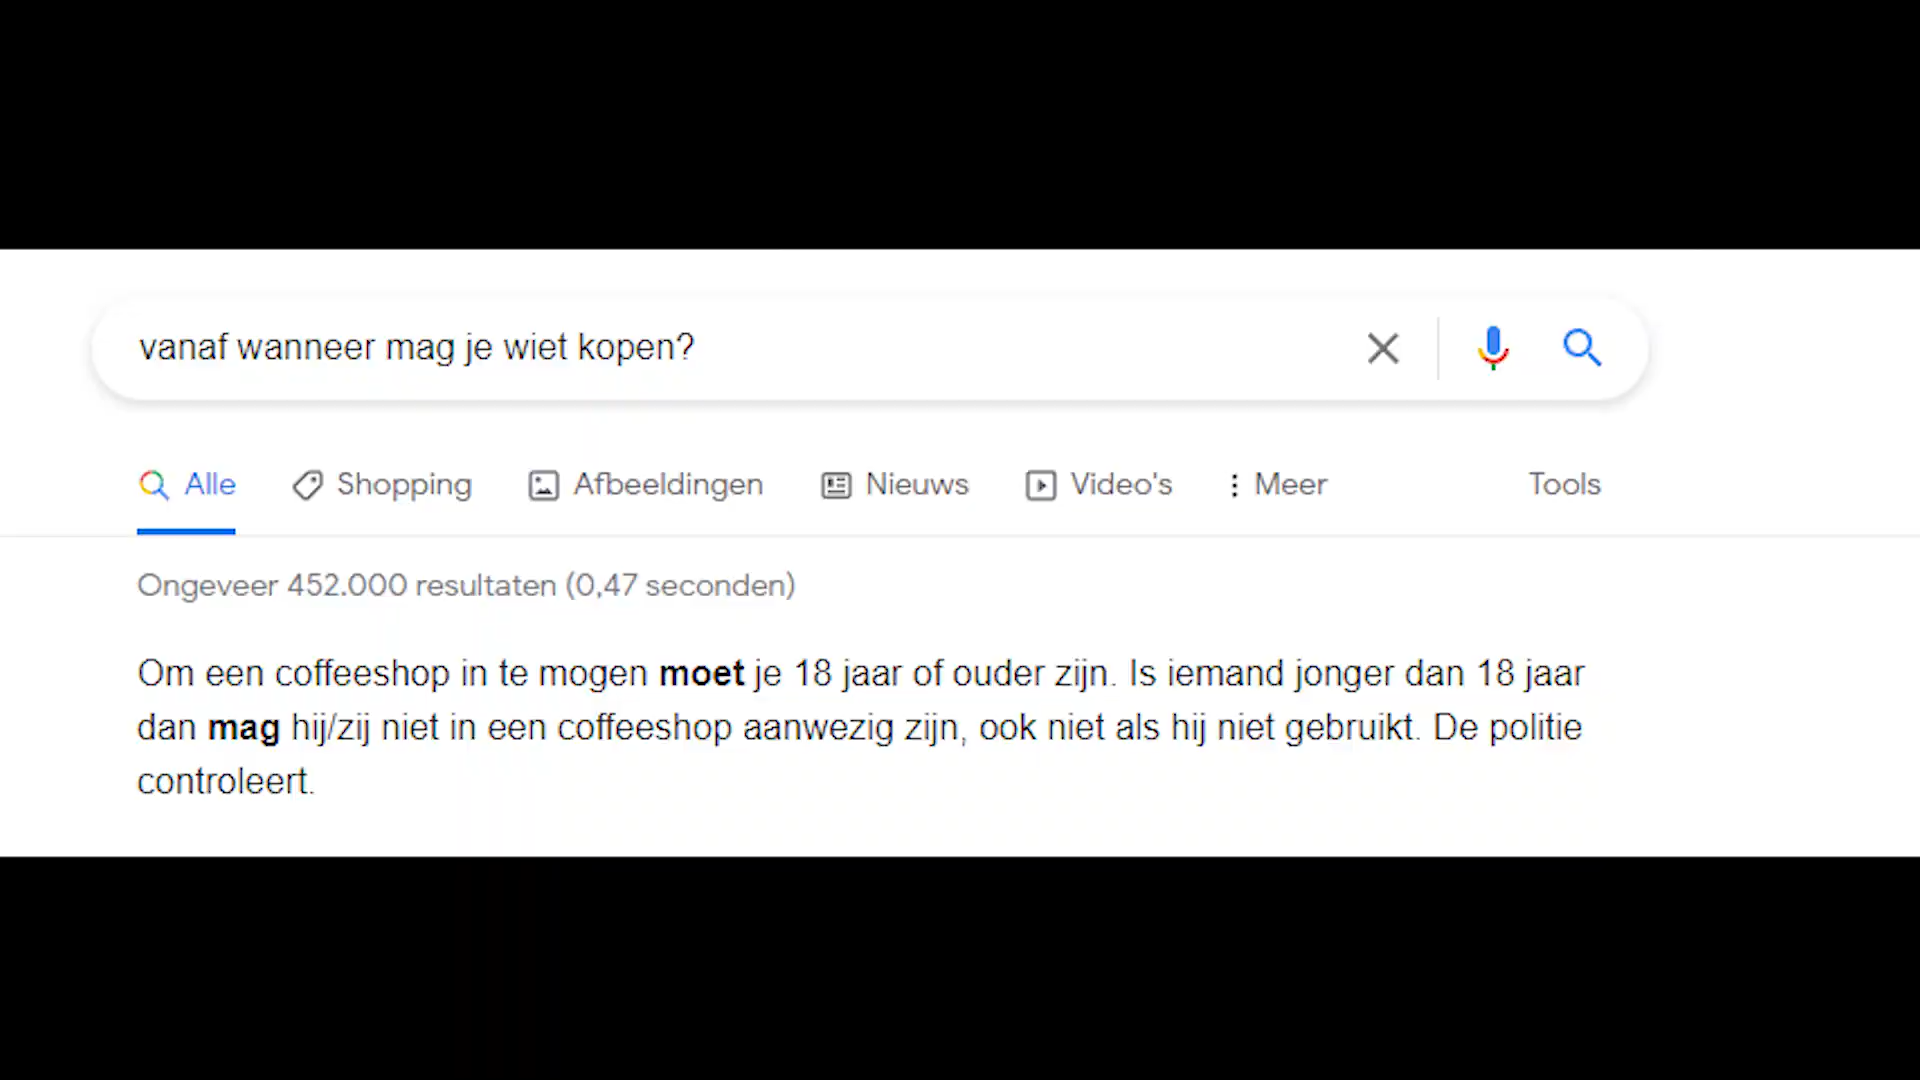 vanaf wanneer mag je wiet kopen?
Alle Shopping Afbeeldingen Nieuws Video's Meer Tools
Ongeveer 452.000 resultaten (0,47 seconden)
Om een coffeeshop in te mogen moet je 18 jaar of ouder zijn. Is iemand jonger dan 18 jaar
dan mag hij/zij niet in een coffeeshop aanwezig zijn, ook niet als hij niet gebruikt. De politie
controleert.